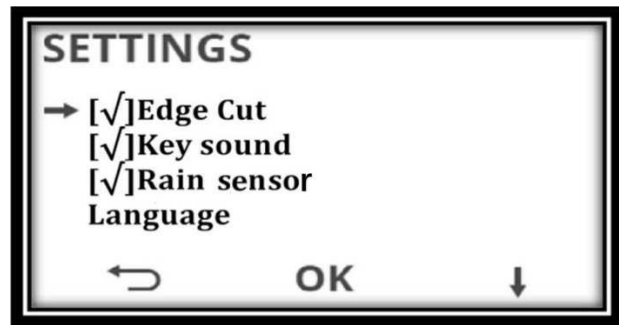 SETTINGS
→ [√]Edge Cut
[√]Key sound
[√]Rain sensor
Language
OK ↓